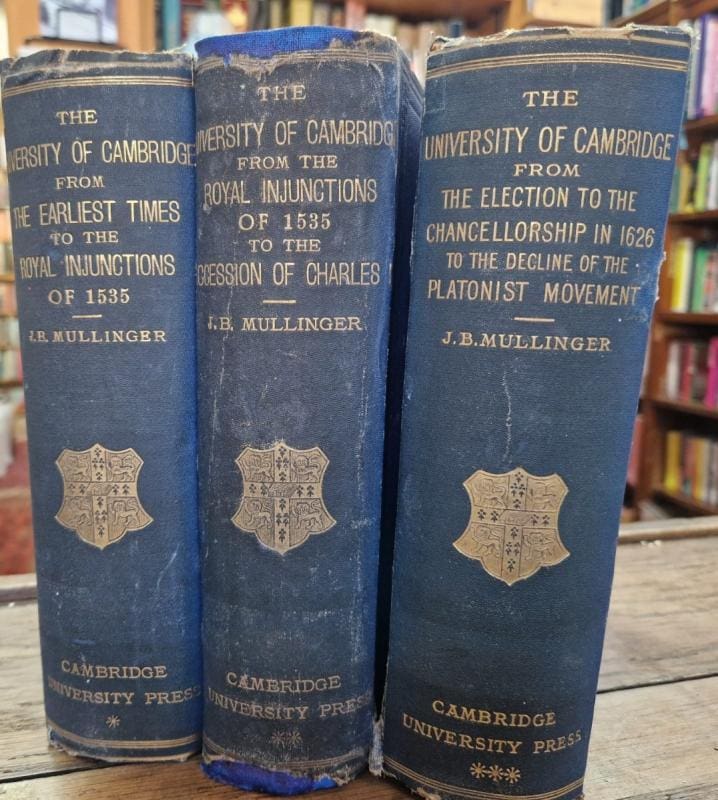 THE
VERSITY OF CAMBRIDGE
FROM
THE EARLIEST TIMES
TO THE
ROYAL INJUNCTIONS
OF 1535
J.B. MULLINGER
CAMBRIDGE
UNIVERSITY PRESS
*
THE
IVERSITY OF CAMBRIDG
FROM THE
ROYAL INJUNCTIONS
OF 1535
TO THE
CCESSION OF CHARLES
J.B. MULLINGER
CAMBRIDGE
UNIVERSITY PRESS
**
THE
UNIVERSITY OF CAMBRIDGE
FROM
THE ELECTION TO THE
CHANCELLORSHIP IN 1626
TO THE DECLINE OF THE
PLATONIST MOVEMENT
J.B.MULLINGER
CAMBRIDGE
UNIVERSITY PRESS
***